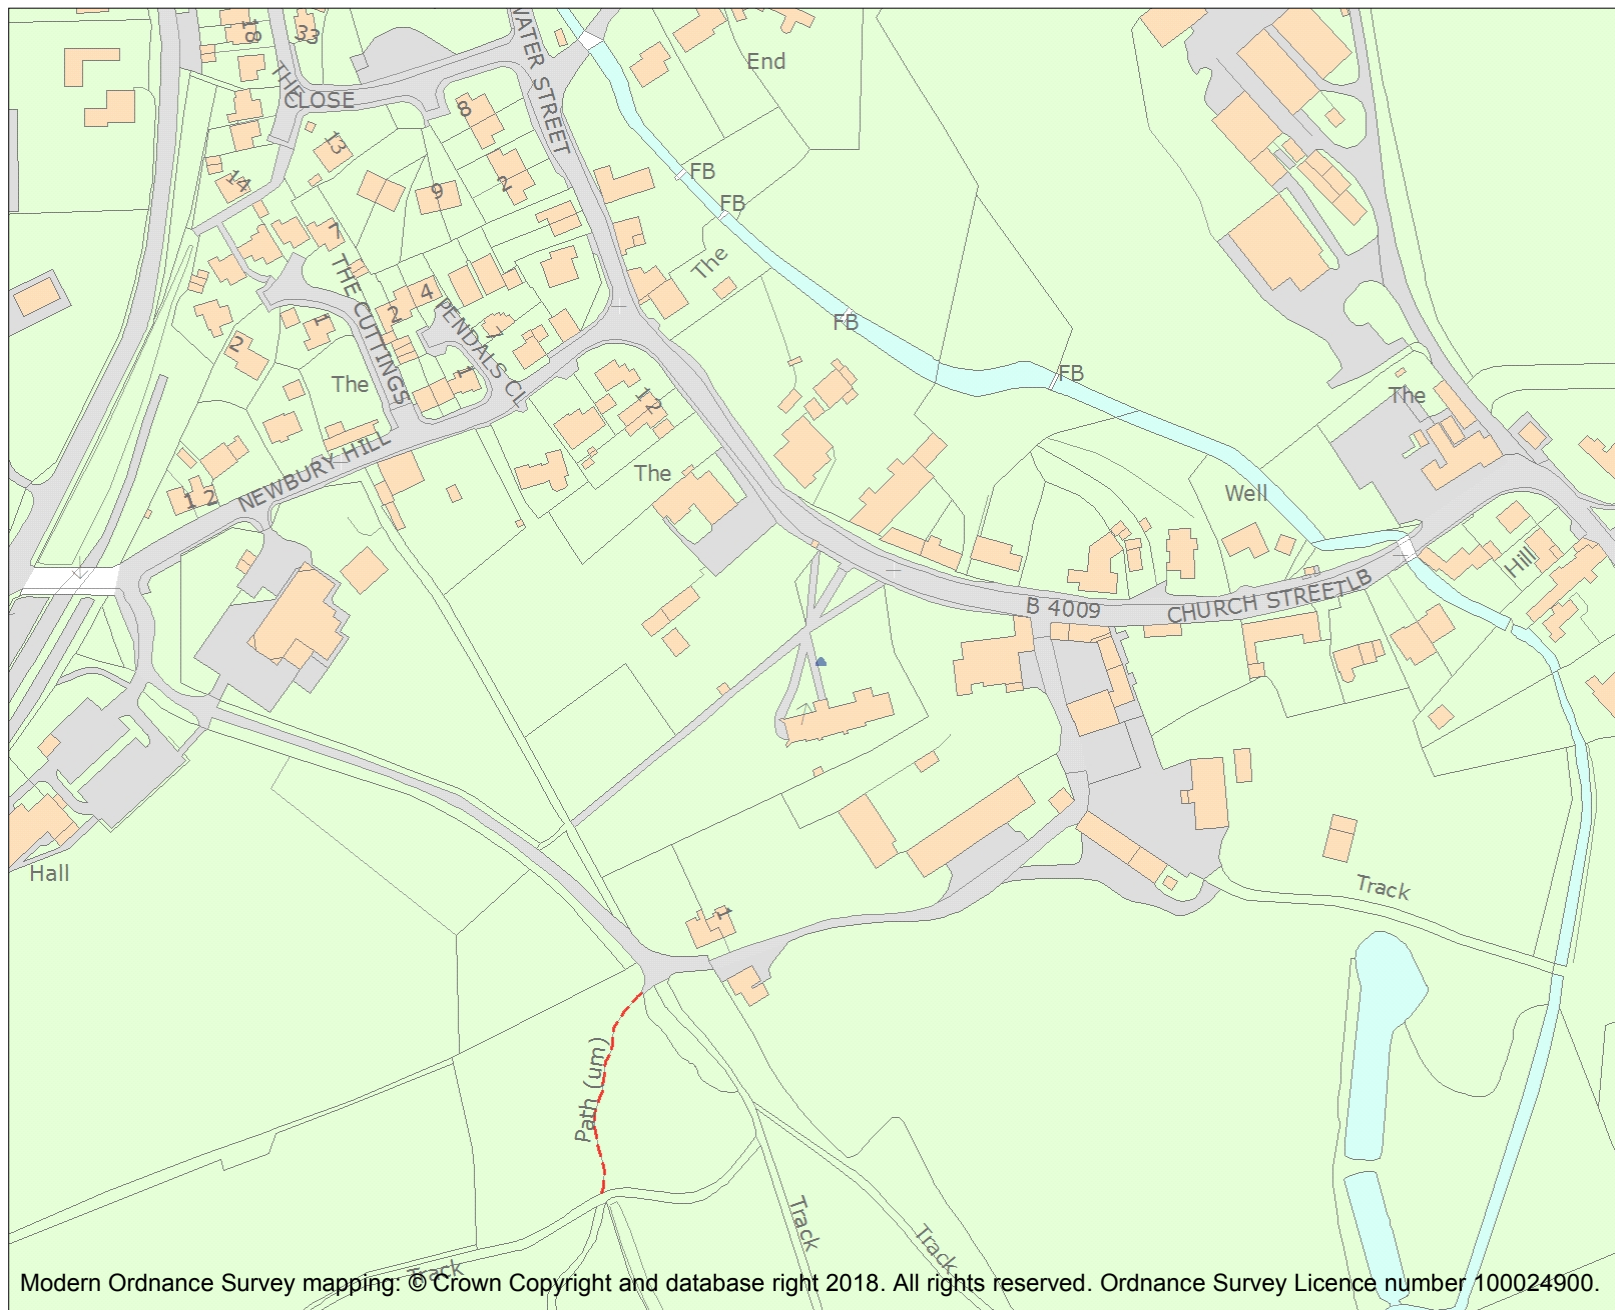 18
33
WATER STREET
THE
CLOSE
End
8
13
FB
14
9
2
FB
7
The
THE CUTTINGS
4
2
PENDALS CL
FB
1
7
2
The
1
FB
1 2
The
NEWBURY HILL
1 2
The
Well
Hill
B 4009
CHURCH STREET
LB
Hall
Track
1
Path (um)
Track
Track
Track
Modern Ordnance Survey mapping: © Crown Copyright and database right 2018. All rights reserved. Ordnance Survey Licence number 100024900.